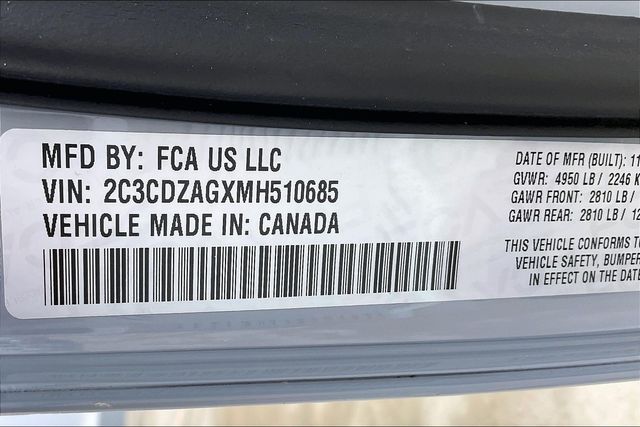 MFD BY: FCA US LLC
VIN: 2C3CDZAGXMH510685
VEHICLE MADE IN: CANADA
DATE OF MFR (BUILT): 11
GVWR: 4950 LB / 2246 K
GAWR FRONT: 2810 LB /
GAWR REAR: 2810 LB / 12
THIS VEHICLE CONFORMS T
VEHICLE SAFETY, BUMPER
IN EFFECT ON THE DATE